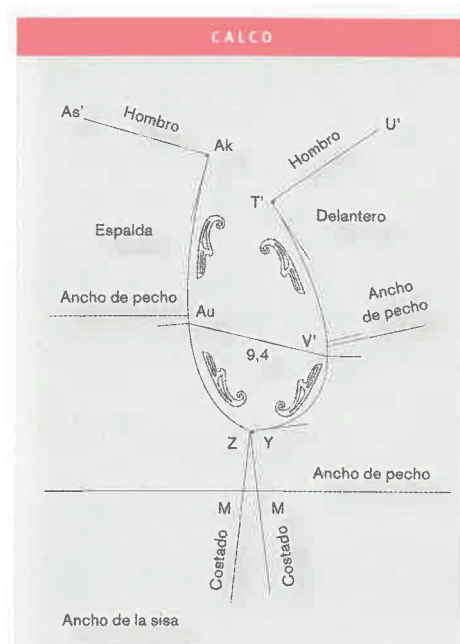 CALCO
As'
Hombro
Ak
U'
Hombro
T'
Espalda
Delantero
Ancho de pecho
Au
Ancho
de pecho
V'
9,4
Z Y
Ancho de pecho
M M
Costado
Costado
Ancho de la sisa